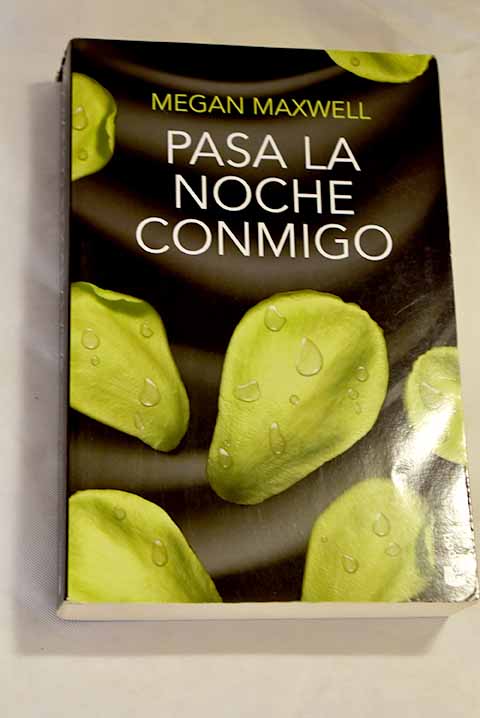 MEGAN MAXWELL
PASA LA
NOCHE
CONMIGO